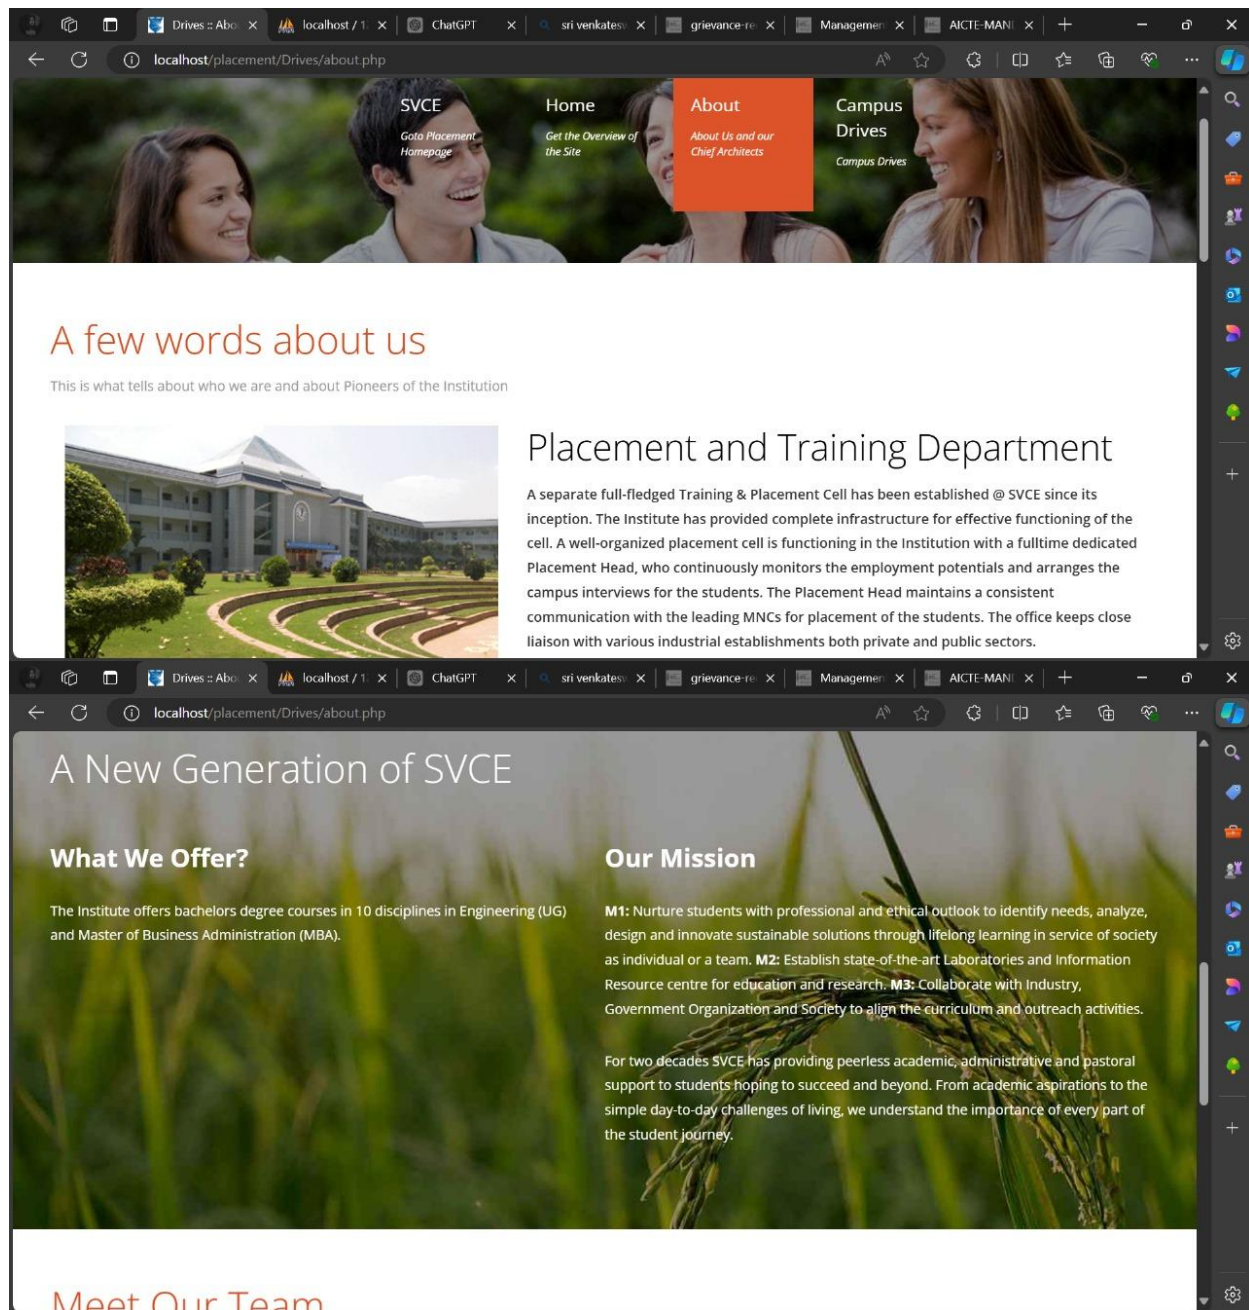 Drives :: Abo
localhost / 1
ChatGPT
sri venkatesv
grievance-re
Managemen
AICTE-MAN
localhost/placement/Drives/about.php
SVCE
Goto Placement
Homepage
Home
Get the Overview of
the Site
About
About Us and our
Chief Architects
Campus
Drives
Campus Drives
A few words about us
This is what tells about who we are and about Pioneers of the Institution
Placement and Training Department
A separate full-fledged Training & Placement Cell has been established @ SVCE since its
inception. The Institute has provided complete infrastructure for effective functioning of the
cell. A well-organized placement cell is functioning in the Institution with a fulltime dedicated
Placement Head, who continuously monitors the employment potentials and arranges the
campus interviews for the students. The Placement Head maintains a consistent
communication with the leading MNCs for placement of the students. The office keeps close
liaison with various industrial establishments both private and public sectors.
Drives :: Abo
localhost / 1
ChatGPT
sri venkatesv
grievance-re
Managemen
AICTE-MAN
localhost/placement/Drives/about.php
A New Generation of SVCE
What We Offer?
The Institute offers bachelors degree courses in 10 disciplines in Engineering (UG)
and Master of Business Administration (MBA).
Our Mission
M1: Nurture students with professional and ethical outlook to identify needs, analyze,
design and innovate sustainable solutions through lifelong learning in service of society
as individual or a team. M2: Establish state-of-the-art Laboratories and Information
Resource centre for education and research. M3: Collaborate with Industry,
Government Organization and Society to align the curriculum and outreach activities.
For two decades SVCE has providing peerless academic, administrative and pastoral
support to students hoping to succeed and beyond. From academic aspirations to the
simple day-to-day challenges of living, we understand the importance of every part of
the student journey.
Meet Our Team